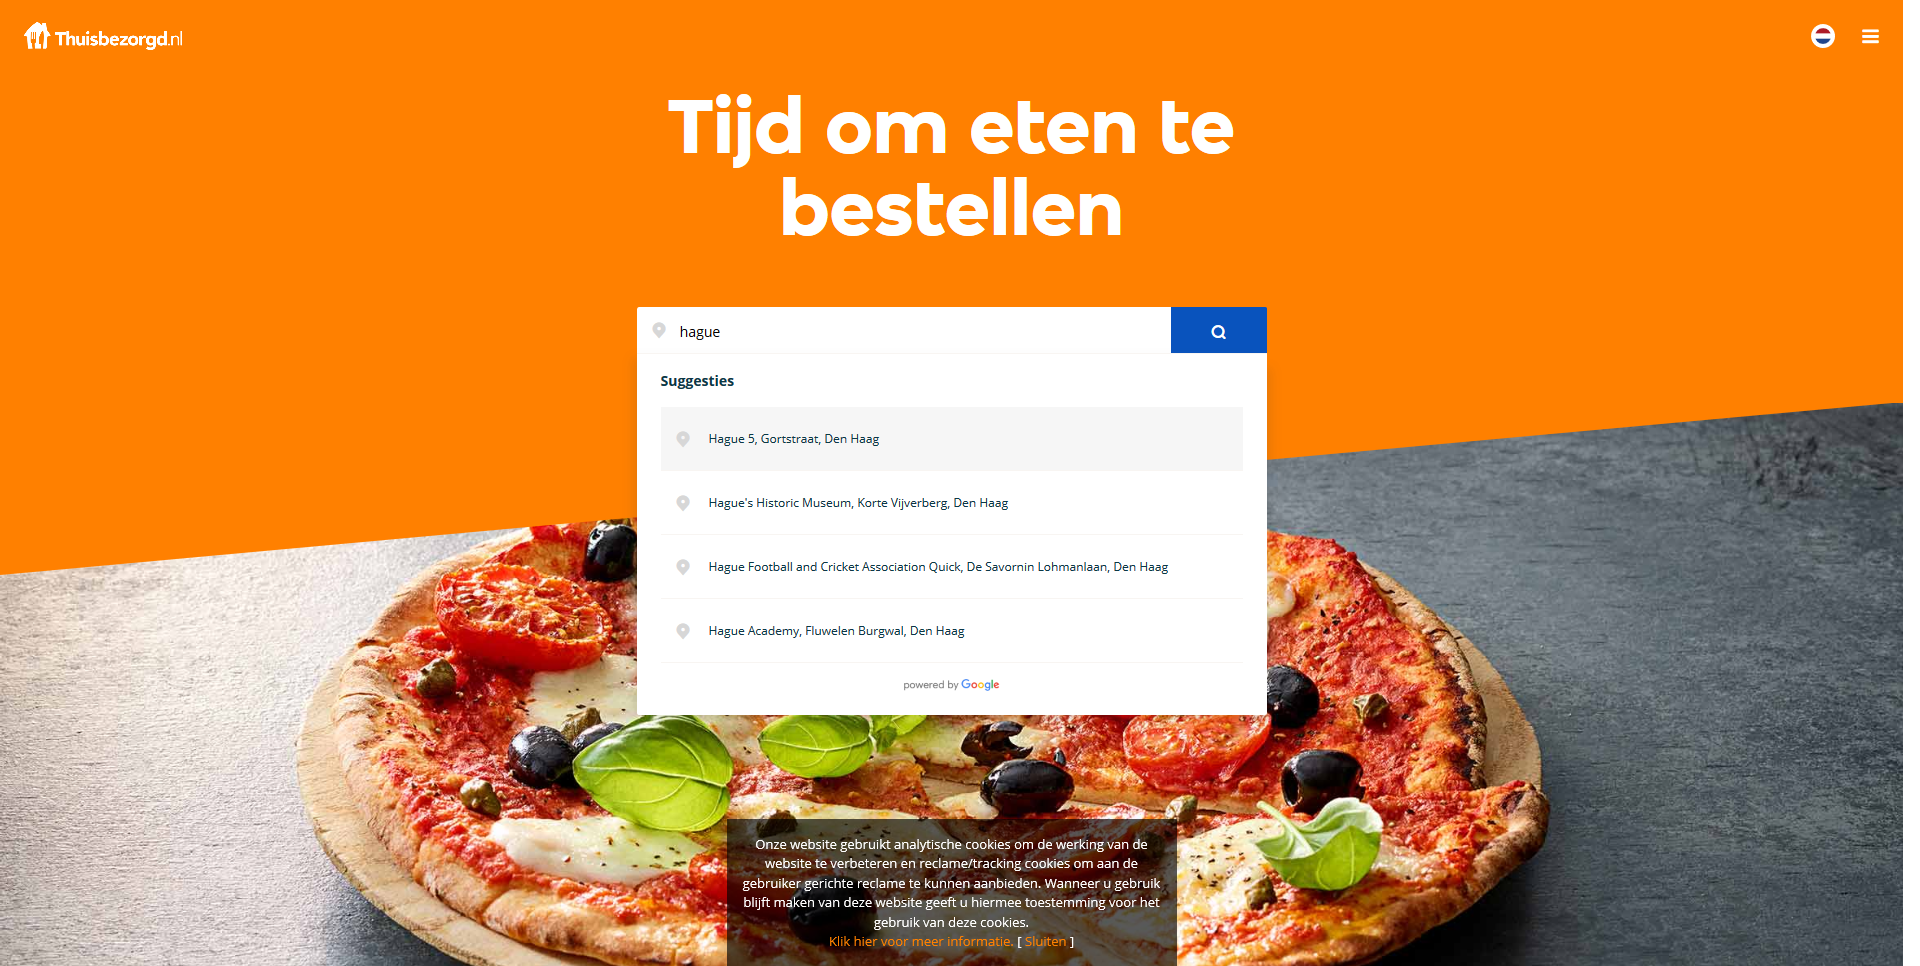 Thuisbezorgd.nl
Tijd om eten te
bestellen
hague
Suggesties
Hague 5, Gortstraat, Den Haag
Hague's Historic Museum, Korte Vijverberg, Den Haag
Hague Football and Cricket Association Quick, De Savornin Lohmanlaan, Den Haag
Hague Academy, Fluwelen Burgwal, Den Haag
powered by Google
Onze website gebruikt analytische cookies om de werking van de
website te verbeteren en reclame/tracking cookies om aan de
gebruiker gerichte reclame te kunnen aanbieden. Wanneer u gebruik
blijft maken van deze website geeft u hiermee toestemming voor het
gebruik van deze cookies.
Klik hier voor meer informatie. [ Sluiten ]